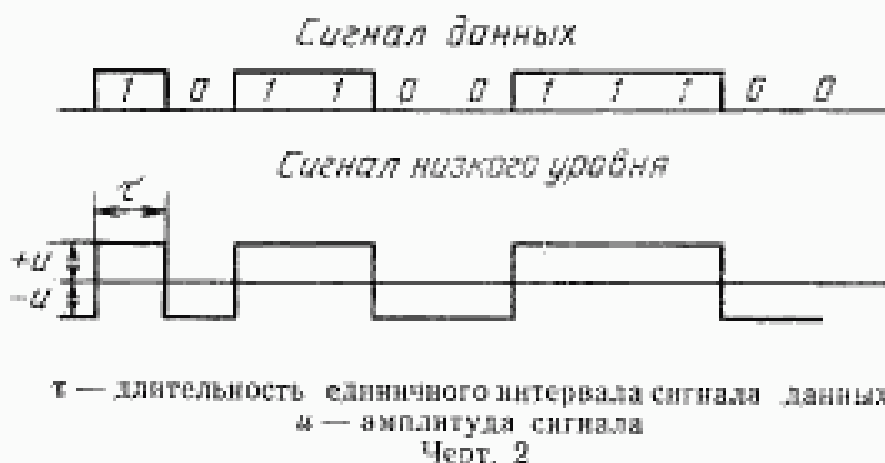 Сигнал данных
1 0 1 1 0 0 1 1 1 0 0
Сигнал низкого уровня
τ
+u
-u
τ — длительность единичного интервала сигнала данных
u — амплитуда сигнала
Черт. 2